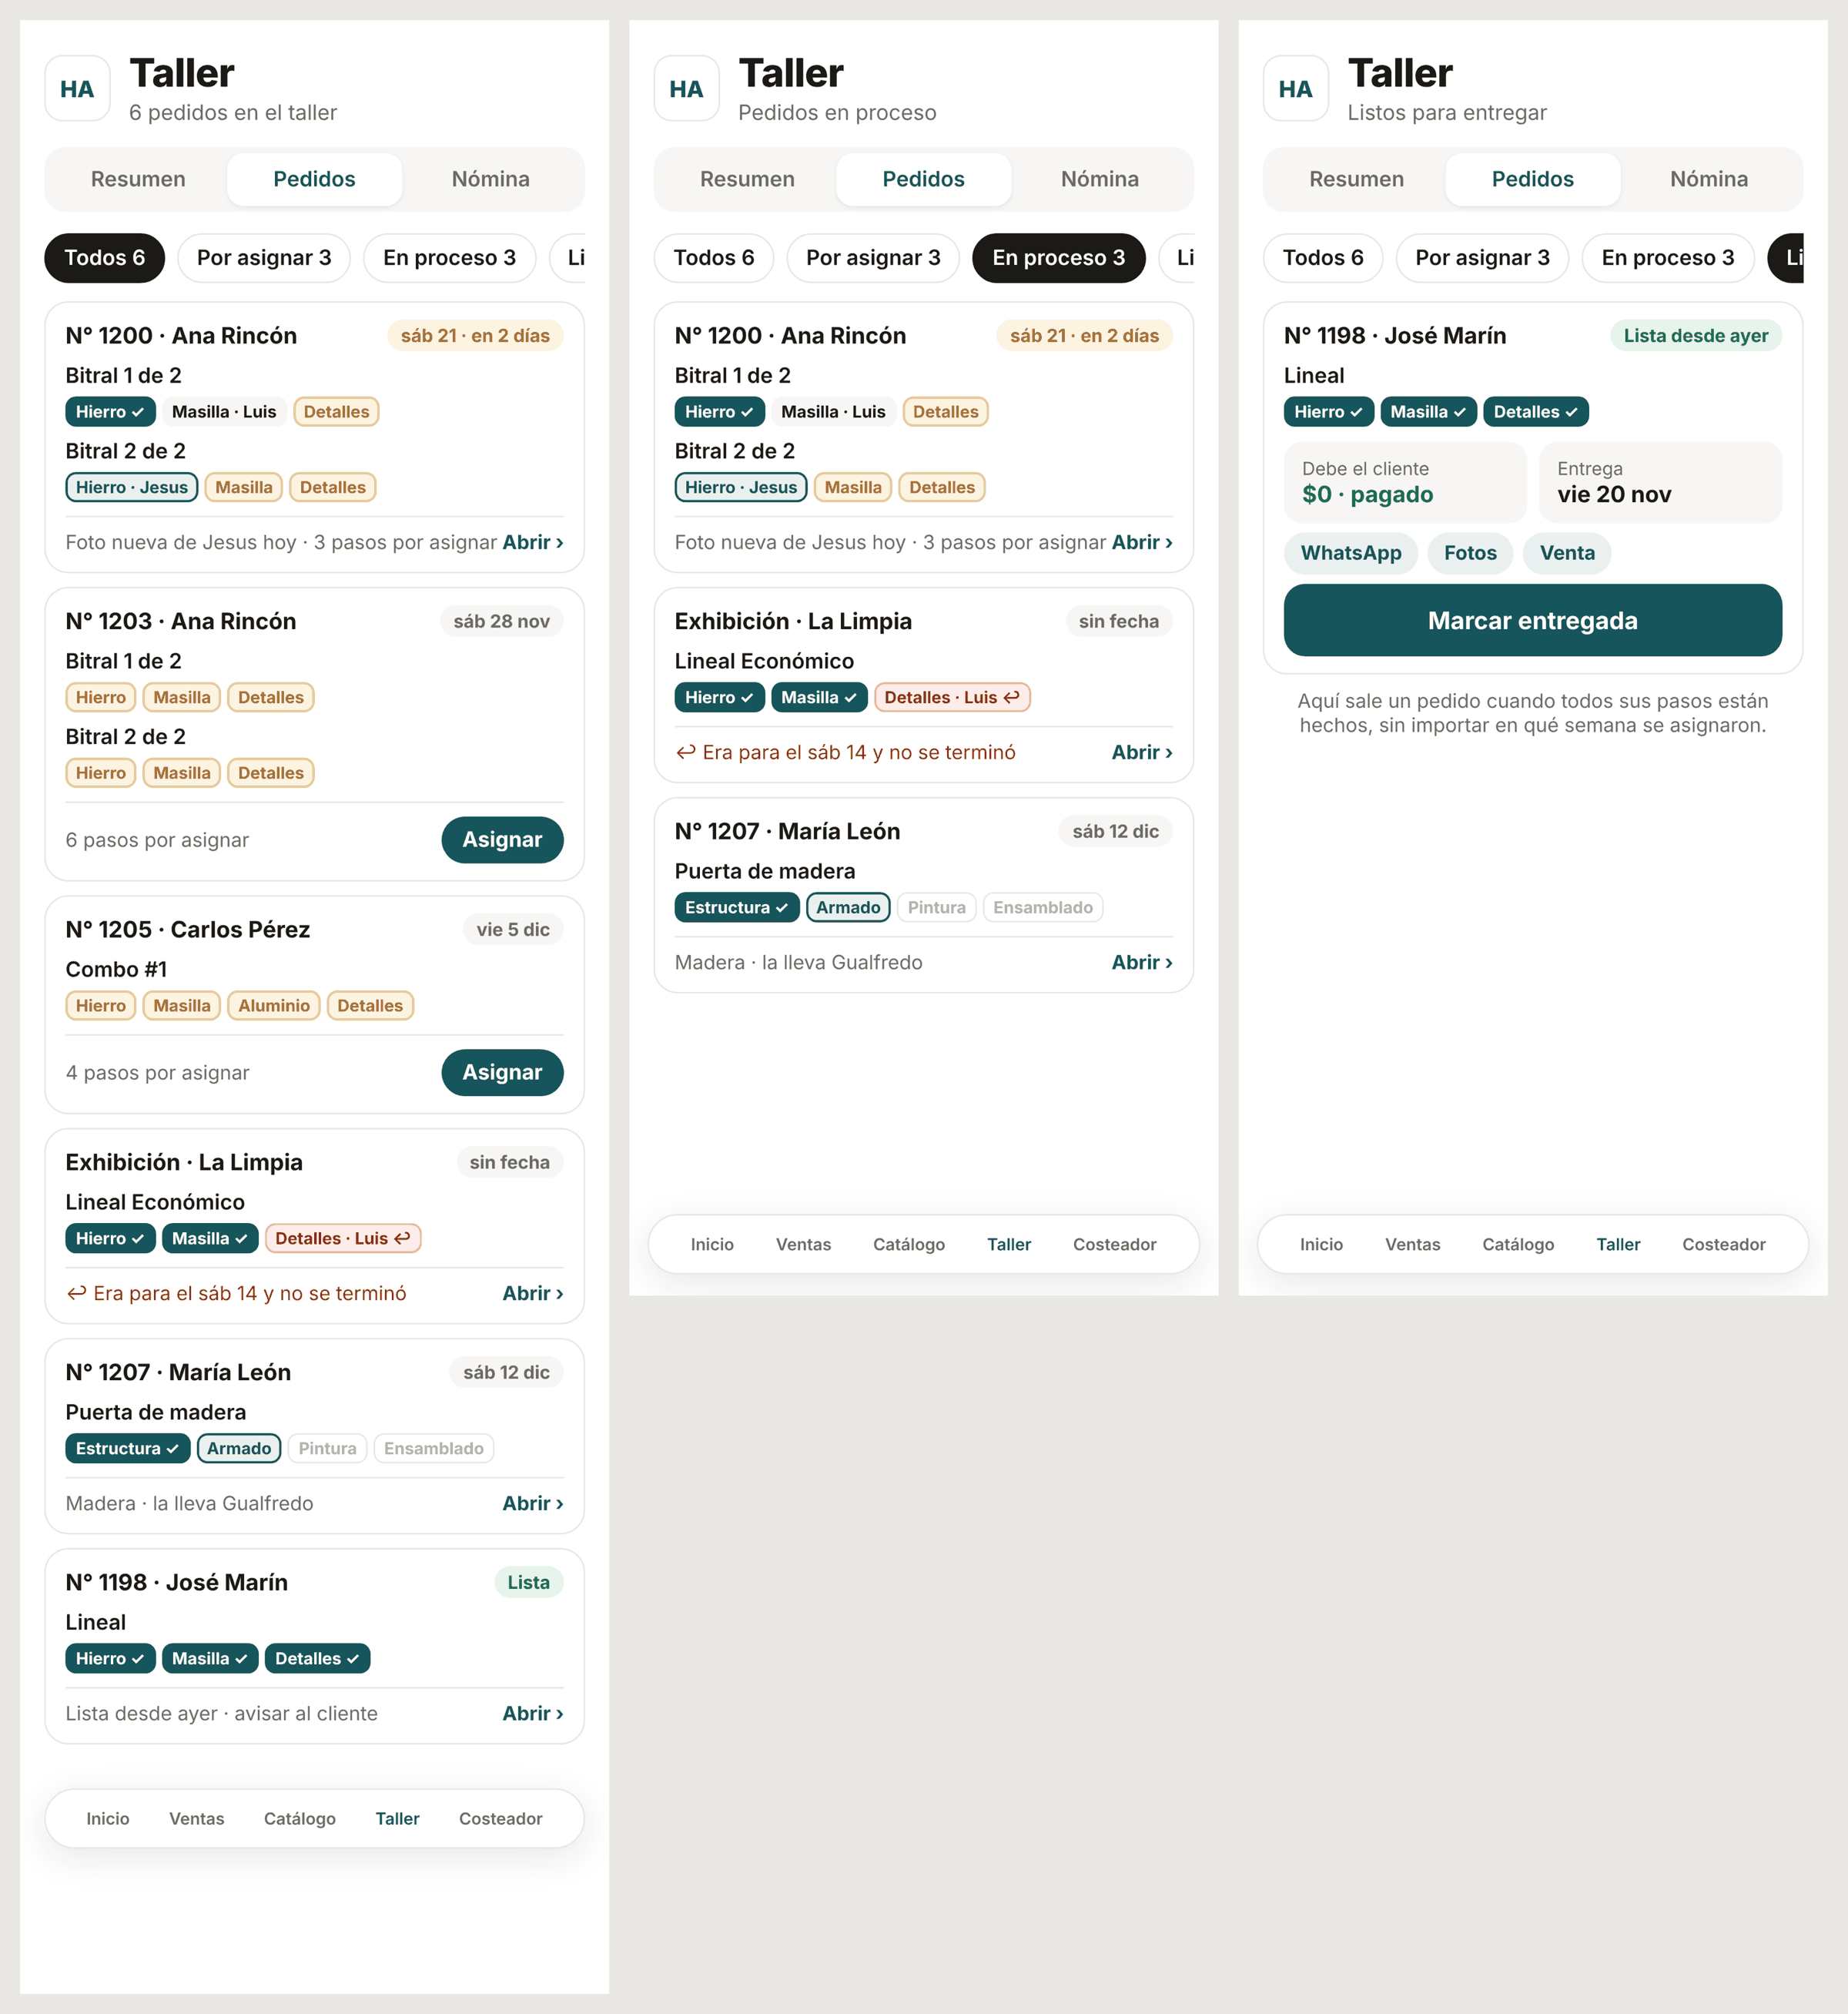 HA
Taller
6 pedidos en el taller
Resumen
Pedidos
Nómina
Todos 6
Por asignar 3
En proceso 3
Li
N° 1200 · Ana Rincón
sáb 21 · en 2 días
Bitral 1 de 2
Hierro ✓
Masilla · Luis
Detalles
Bitral 2 de 2
Hierro · Jesus
Masilla
Detalles
Foto nueva de Jesus hoy · 3 pasos por asignar
Abrir ›
N° 1203 · Ana Rincón
sáb 28 nov
Bitral 1 de 2
Hierro
Masilla
Detalles
Bitral 2 de 2
Hierro
Masilla
Detalles
6 pasos por asignar
Asignar
N° 1205 · Carlos Pérez
vie 5 dic
Combo #1
Hierro
Masilla
Aluminio
Detalles
4 pasos por asignar
Asignar
Exhibición · La Limpia
sin fecha
Lineal Económico
Hierro ✓
Masilla ✓
Detalles · Luis ↩
↩ Era para el sáb 14 y no se terminó
Abrir ›
N° 1207 · María León
sáb 12 dic
Puerta de madera
Estructura ✓
Armado
Pintura
Ensamblado
Madera · la lleva Gualfredo
Abrir ›
N° 1198 · José Marín
Lista
Lineal
Hierro ✓
Masilla ✓
Detalles ✓
Lista desde ayer · avisar al cliente
Abrir ›
Inicio
Ventas
Catálogo
Taller
Costeador
HA
Taller
Pedidos en proceso
Resumen
Pedidos
Nómina
Todos 6
Por asignar 3
En proceso 3
Li
N° 1200 · Ana Rincón
sáb 21 · en 2 días
Bitral 1 de 2
Hierro ✓
Masilla · Luis
Detalles
Bitral 2 de 2
Hierro · Jesus
Masilla
Detalles
Foto nueva de Jesus hoy · 3 pasos por asignar
Abrir ›
Exhibición · La Limpia
sin fecha
Lineal Económico
Hierro ✓
Masilla ✓
Detalles · Luis ↩
↩ Era para el sáb 14 y no se terminó
Abrir ›
N° 1207 · María León
sáb 12 dic
Puerta de madera
Estructura ✓
Armado
Pintura
Ensamblado
Madera · la lleva Gualfredo
Abrir ›
Inicio
Ventas
Catálogo
Taller
Costeador
HA
Taller
Listos para entregar
Resumen
Pedidos
Nómina
Todos 6
Por asignar 3
En proceso 3
Li
N° 1198 · José Marín
Lista desde ayer
Lineal
Hierro ✓
Masilla ✓
Detalles ✓
Debe el cliente
$0 · pagado
Entrega
vie 20 nov
WhatsApp
Fotos
Venta
Marcar entregada
Aquí sale un pedido cuando todos sus pasos están
hechos, sin importar en qué semana se asignaron.
Inicio
Ventas
Catálogo
Taller
Costeador